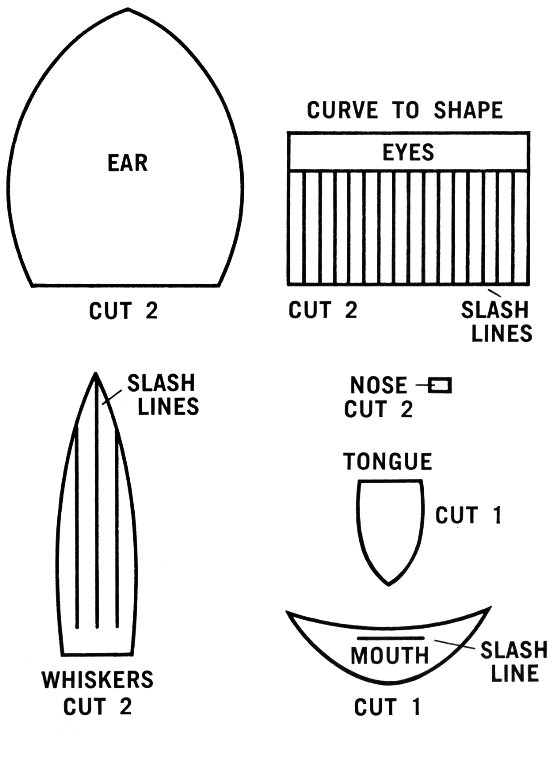 EAR
CUT 2
CURVE TO SHAPE
EYES
CUT 2
SLASH
LINES
SLASH
LINES
WHISKERS
CUT 2
NOSE
CUT 2
TONGUE
CUT 1
MOUTH
SLASH
LINE
CUT 1